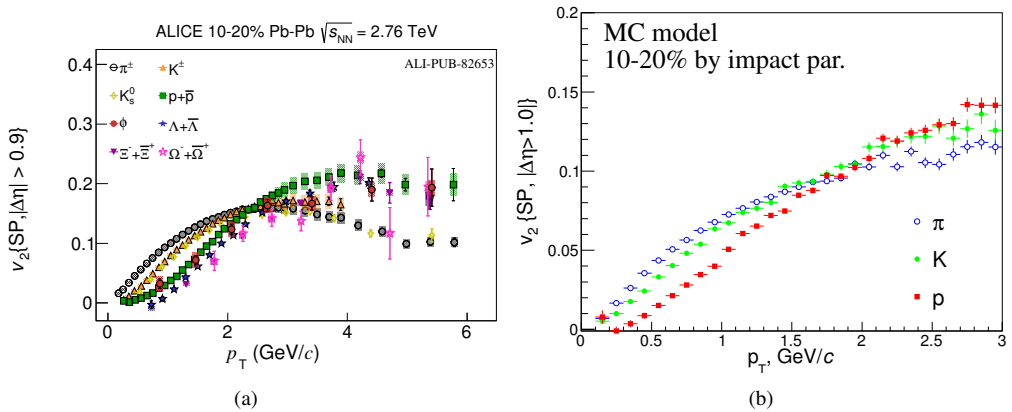 ALICE 10-20% Pb-Pb √s_NN = 2.76 TeV
ALI-PUB-82653
π±
K±
K⁰s
p+p̅
ϕ
Λ+Λ̅
Ξ⁻+Ξ̅⁺
Ω⁻+Ω̅⁺
v₂{SP,|Δη| > 0.9}
0.4
0.3
0.2
0.1
0
0
2
4
6
p_T (GeV/c)
(a)
MC model
10-20% by impact par.
v₂{SP, |Δη>1.0|}
0.2
0.15
0.1
0.05
0
π
K
p
0
0.5
1
1.5
2
2.5
3
p_T, GeV/c
(b)